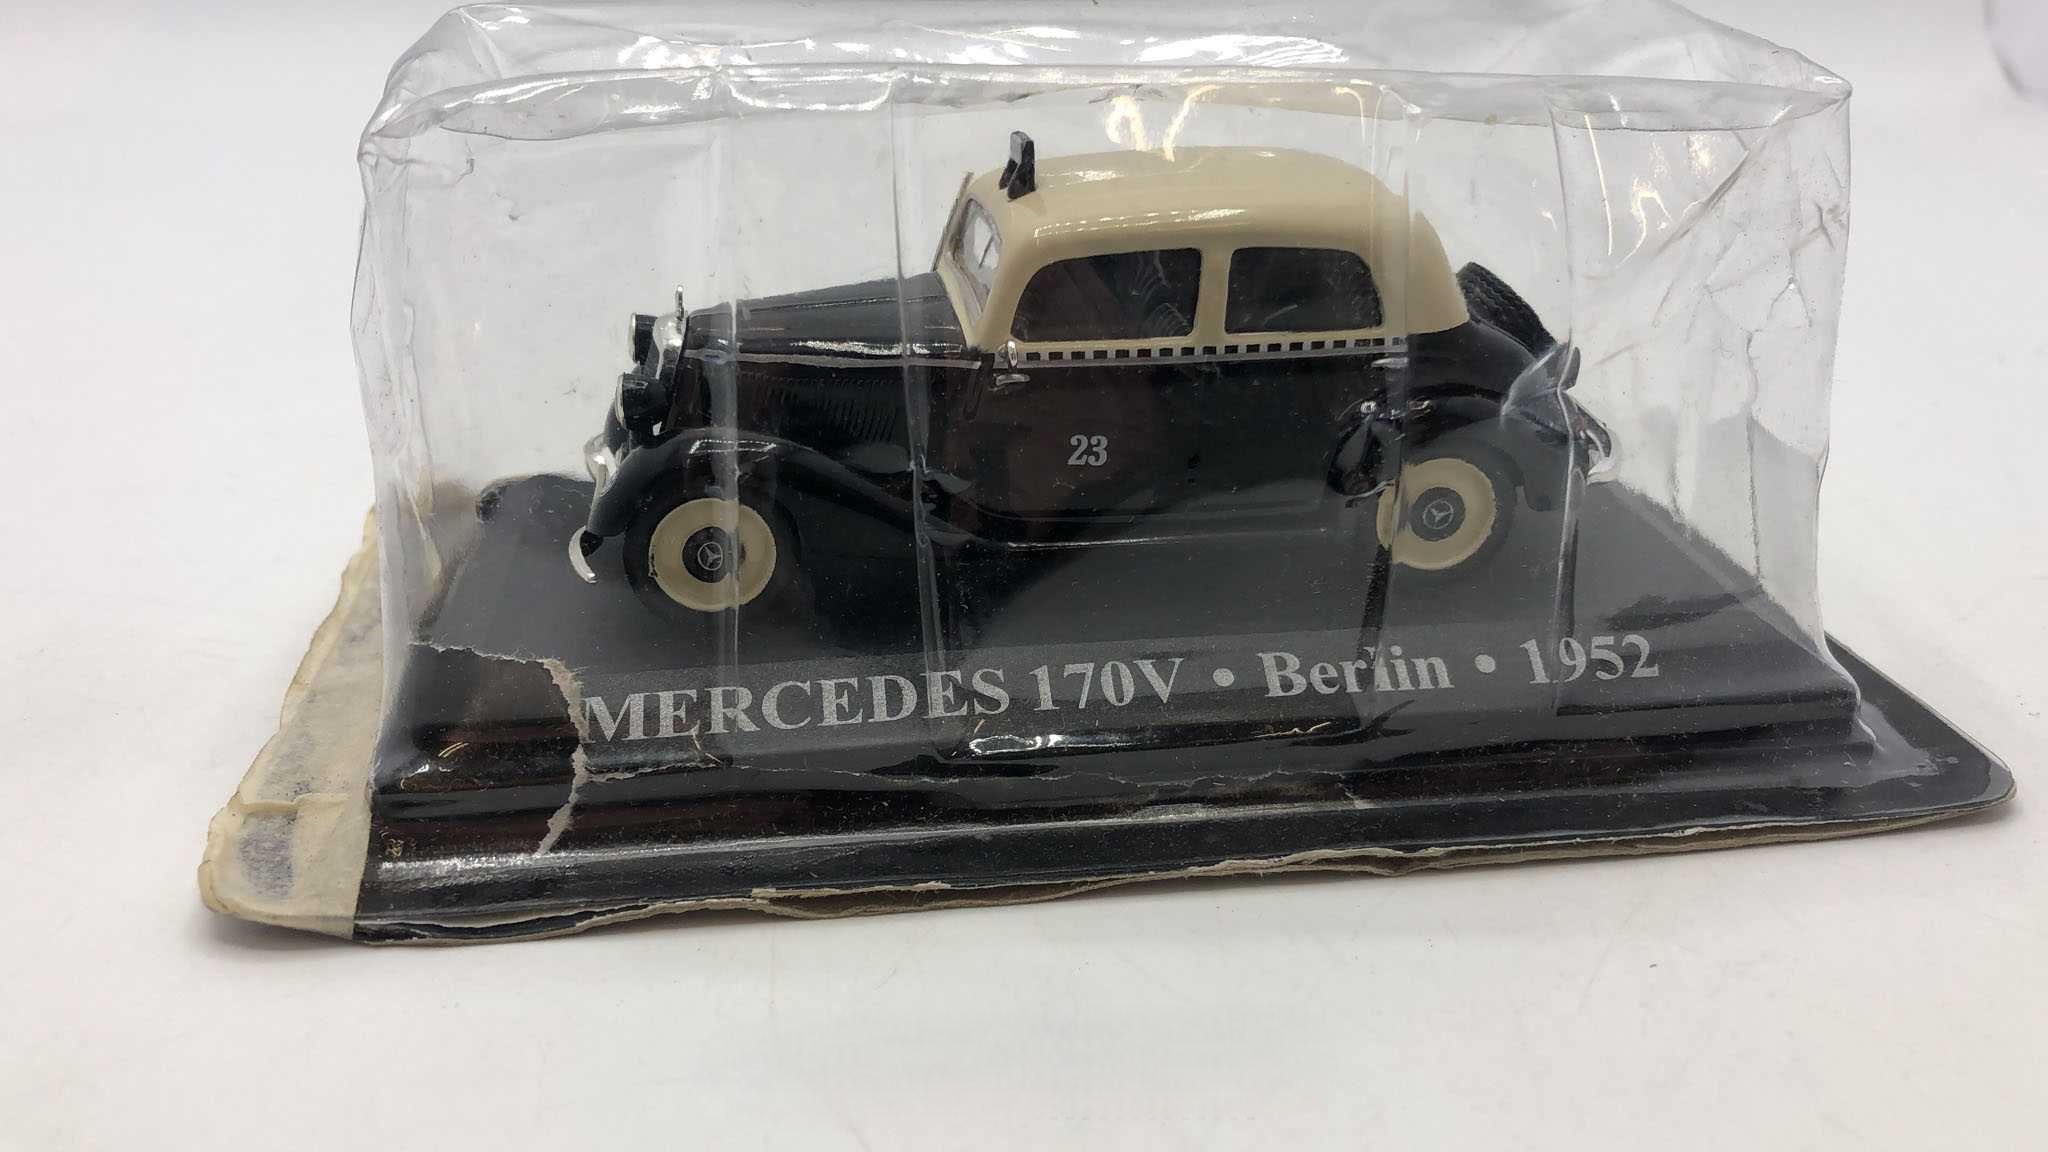 23
MERCEDES 170V • Berlin • 1952